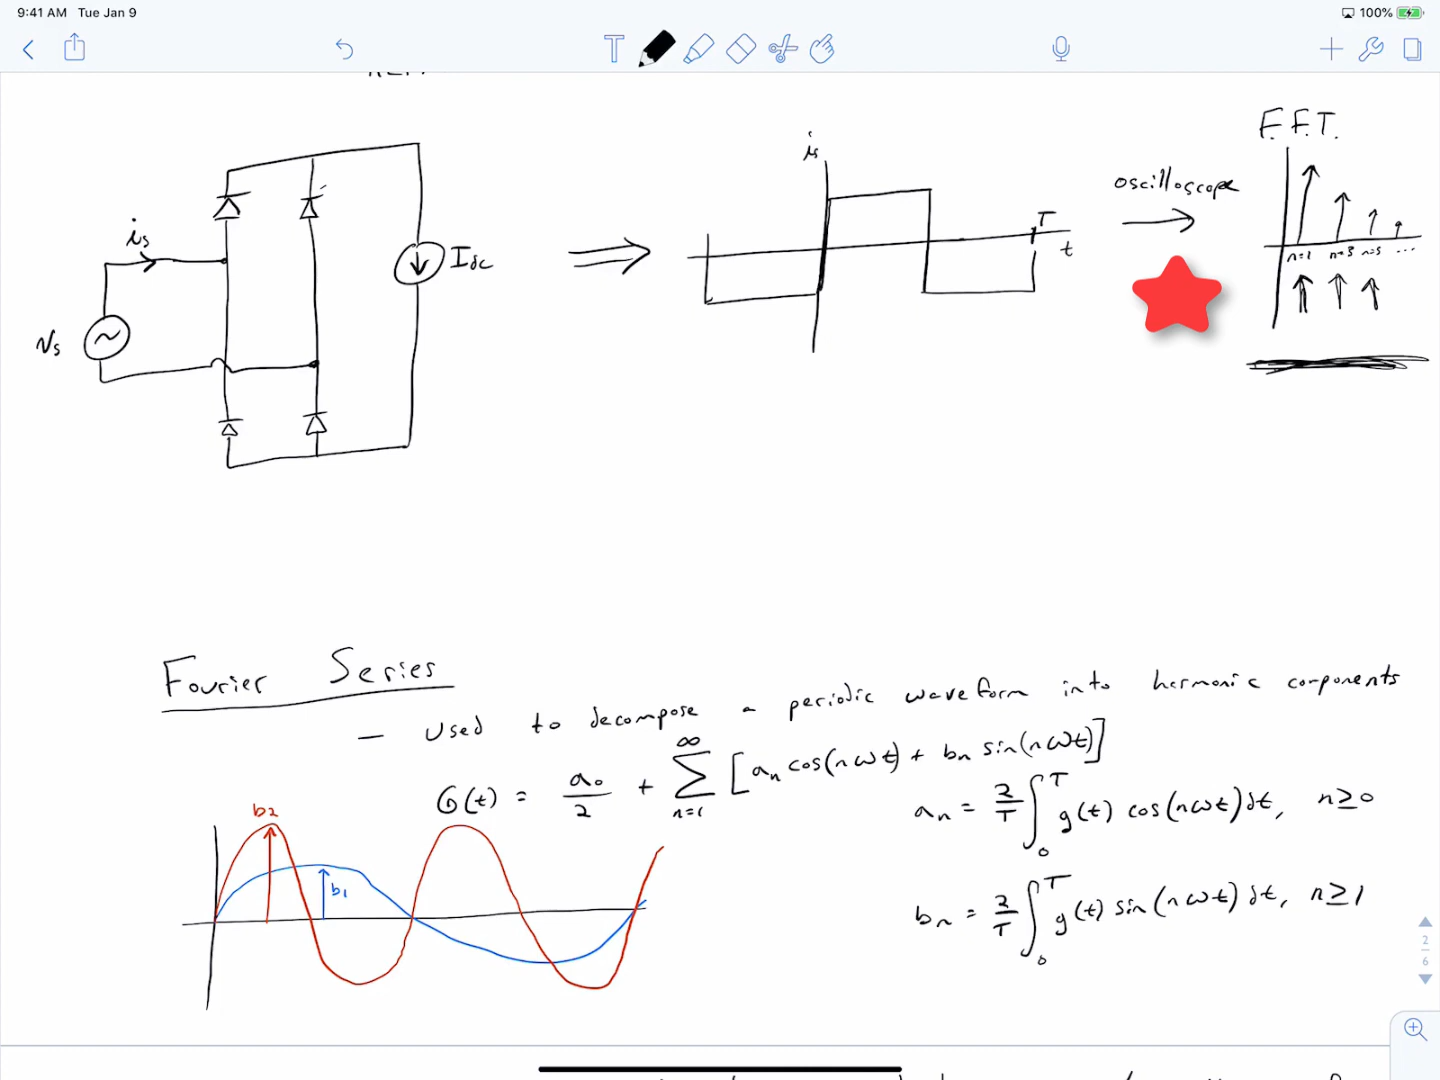 9:41 AM Tue Jan 9
100%
T
F.F.T.
is
oscilloscope
T
t
is
Idc
Vs
n=1 n=3 n=5 ...
Fourier Series
— Used to decompose a periodic waveform into harmonic components
G(t) = a₀/2 + ∞ Σ n=1 [aₙ cos(nωt) + bₙ sin(nωt)]
aₙ = 2/T ∫₀ᵀ g(t) cos(nωt)dt, n≥0
b₂
b₁
bₙ = 2/T ∫₀ᵀ g(t) sin(nωt)dt, n≥1
2
6